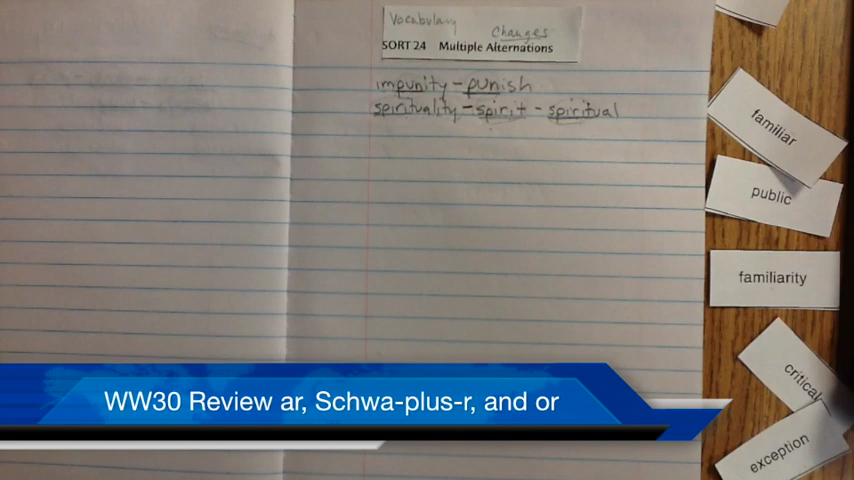 Vocabulary
Changes
SORT 24 Multiple Alternations
impunity - punish
spirituality - spirit - spiritual
familiar
public
familiarity
critical
exception
WW30 Review ar, Schwa-plus-r, and or